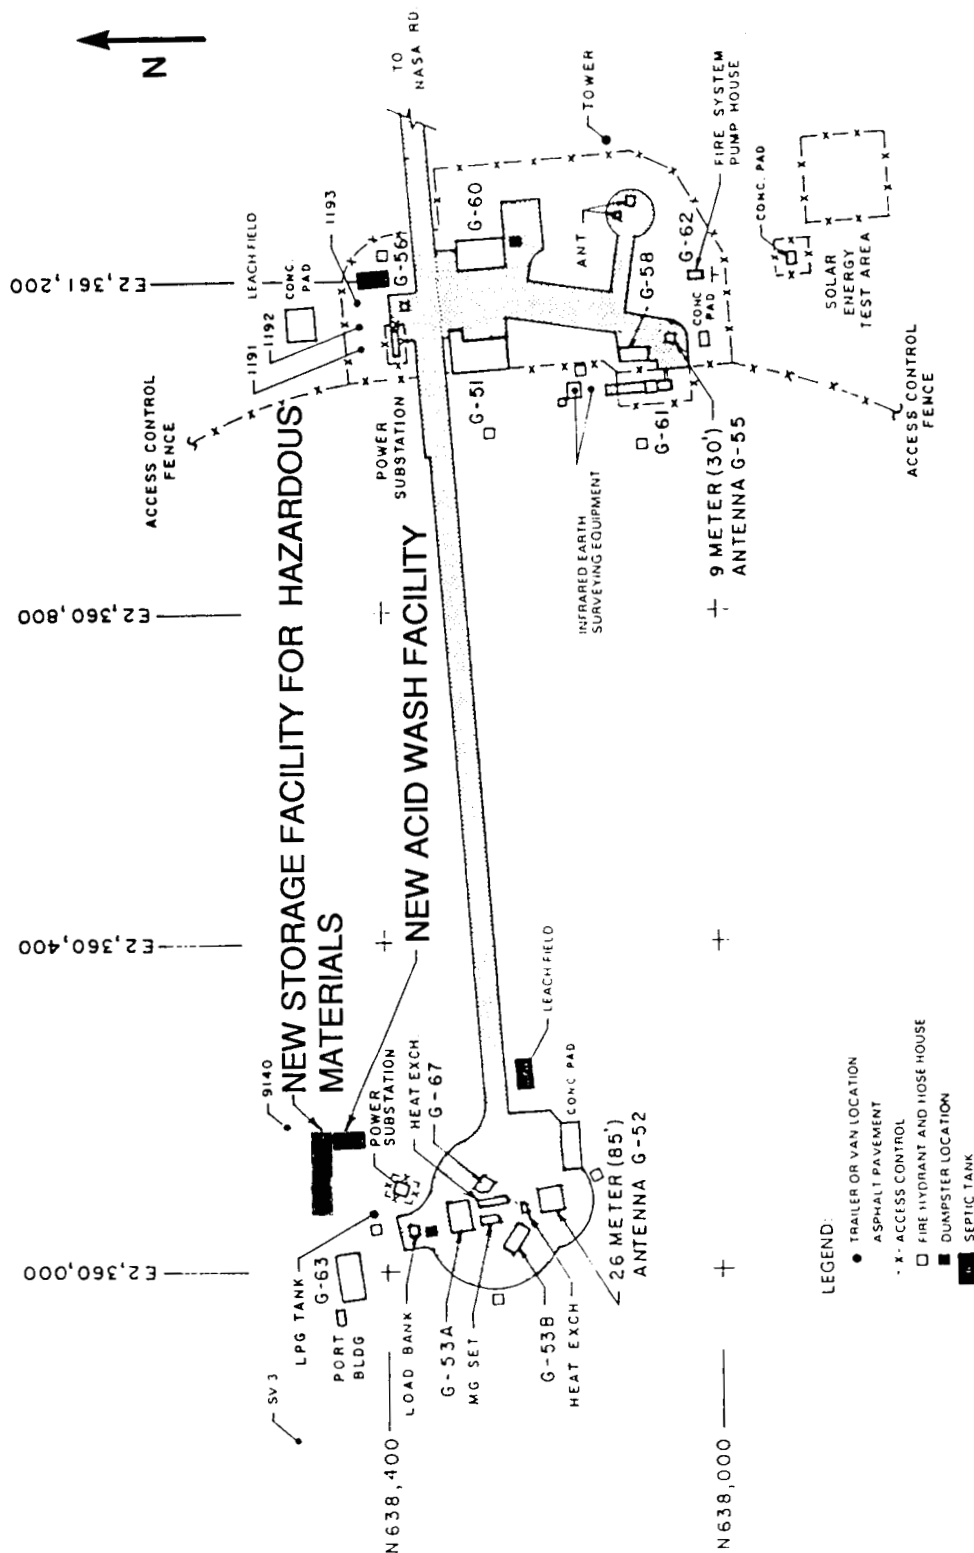 N
TO
NASA RD
E2,361,200
E2,360,800
E2,360,400
E2,360,000
ACCESS CONTROL
FENCE
LEACH FIELD
CONC.
PAD
1191
1192
1193
G-56
POWER
SUBSTATION
G-60
TOWER
G-51
ANT
G-58
G-62
FIRE SYSTEM
PUMP HOUSE
CONC
PAD
CONC. PAD
SOLAR
ENERGY
TEST AREA
G-61
INFRARED EARTH
SURVEYING EQUIPMENT
9 METER (30')
ANTENNA G-55
ACCESS CONTROL
FENCE
NEW STORAGE FACILITY FOR HAZARDOUS
MATERIALS
NEW ACID WASH FACILITY
9140
POWER
SUBSTATION
HEAT EXCH.
G-67
LEACH FIELD
CONC PAD
SV 3
LPG TANK
G-63
PORT
BLDG
LOAD BANK
G-53A
MG SET
G-53B
HEAT EXCH
26 METER (85')
ANTENNA G-52
N638,400
N638,000
LEGEND:
TRAILER OR VAN LOCATION
ASPHALT PAVEMENT
-x- ACCESS CONTROL
FIRE HYDRANT AND HOSE HOUSE
DUMPSTER LOCATION
SEPTIC TANK